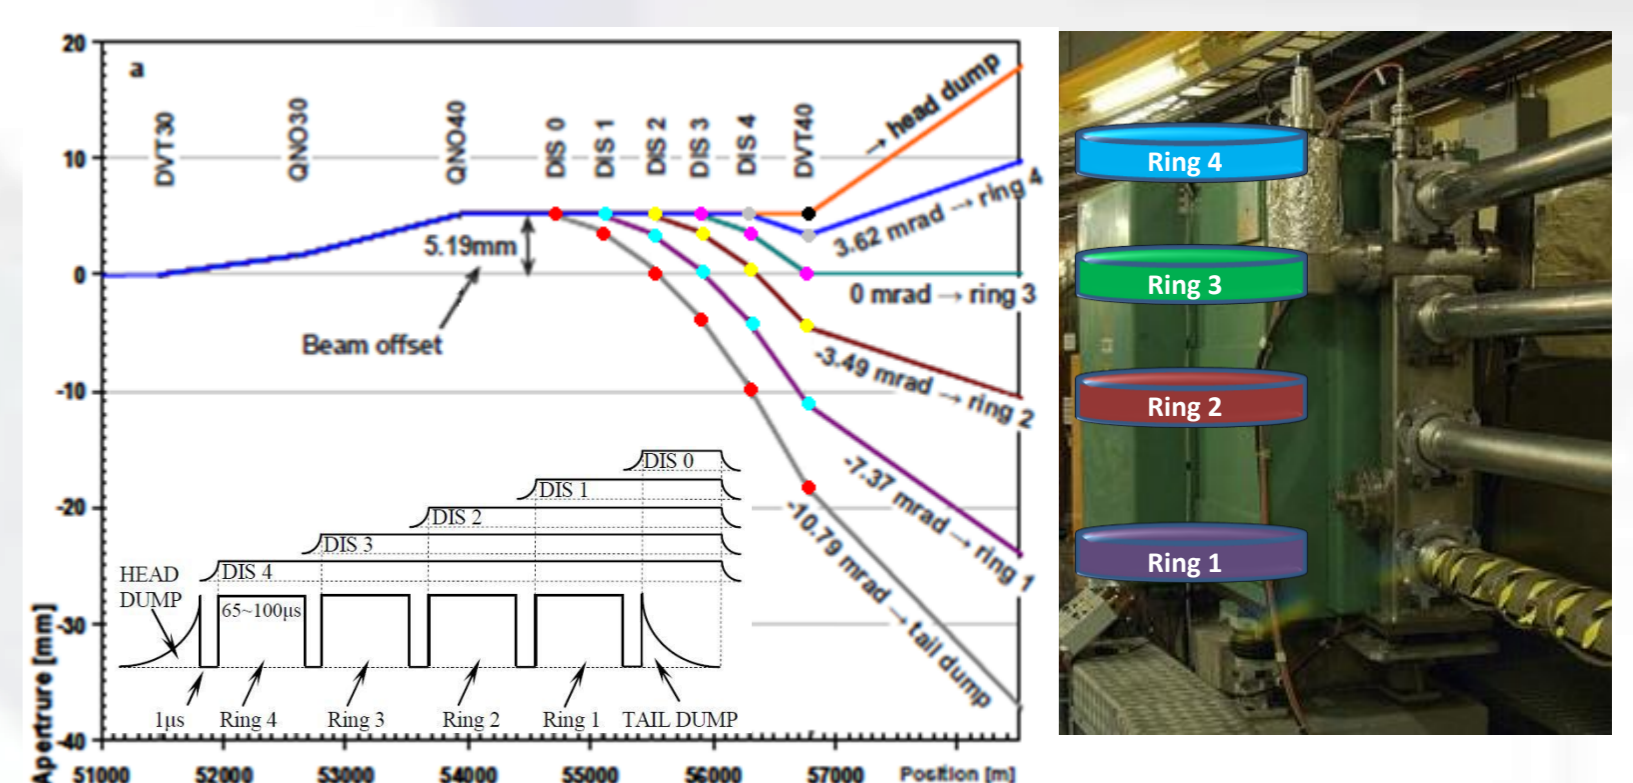 20
a
→ head dump
DVT30
QNO30
QNO40
DIS 0
DIS 1
DIS 2
DIS 3
DIS 4
DVT40
10
5.19mm
3.62 mrad → ring 4
0
0 mrad → ring 3
Beam offset
-3.49 mrad → ring 2
-10
-7.37 mrad → ring 1
-10.79 mrad → tail dump
DIS 0
DIS 1
-20
DIS 2
DIS 3
DIS 4
HEAD
DUMP
65~100µs
-30
1µs
Ring 4
Ring 3
Ring 2
Ring 1
TAIL DUMP
-40
Apertrure [mm]
51000
52000
53000
54000
55000
56000
57000
Position [m]
Ring 4
Ring 3
Ring 2
Ring 1